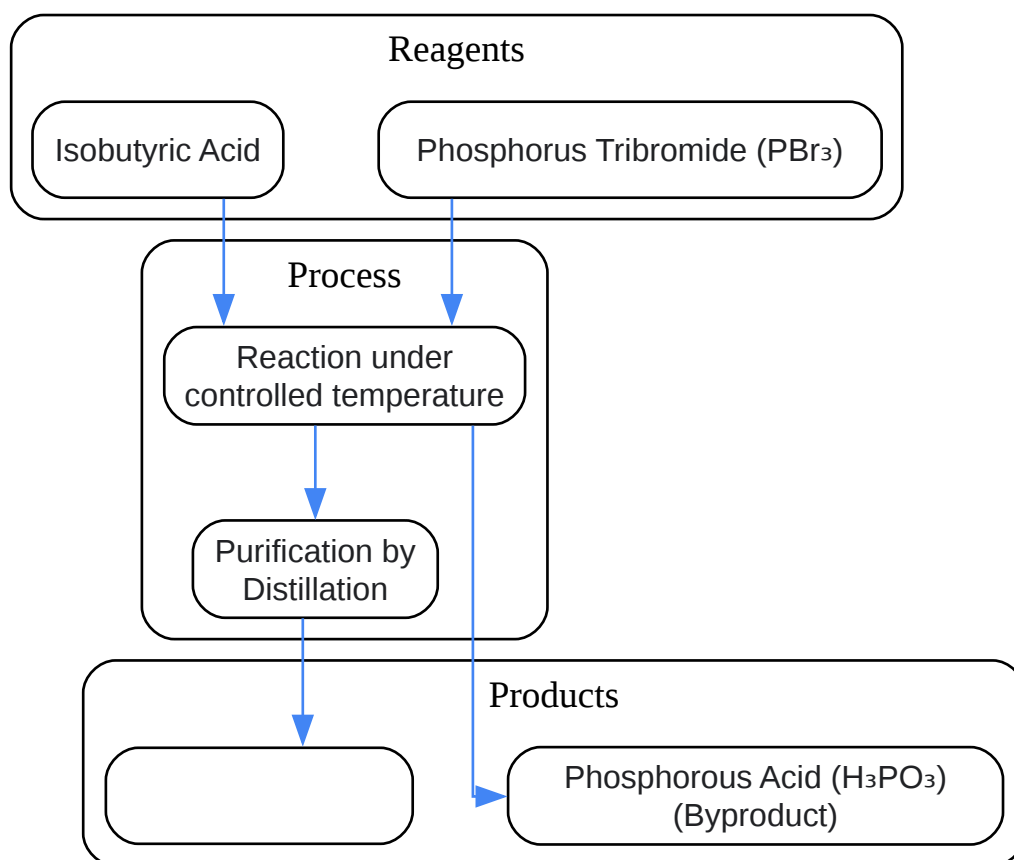 Reagents
Isobutyric Acid
Phosphorus Tribromide (PBr₃)
Process
Reaction under
controlled temperature
Purification by
Distillation
Products
Phosphorous Acid (H₃PO₃)
(Byproduct)